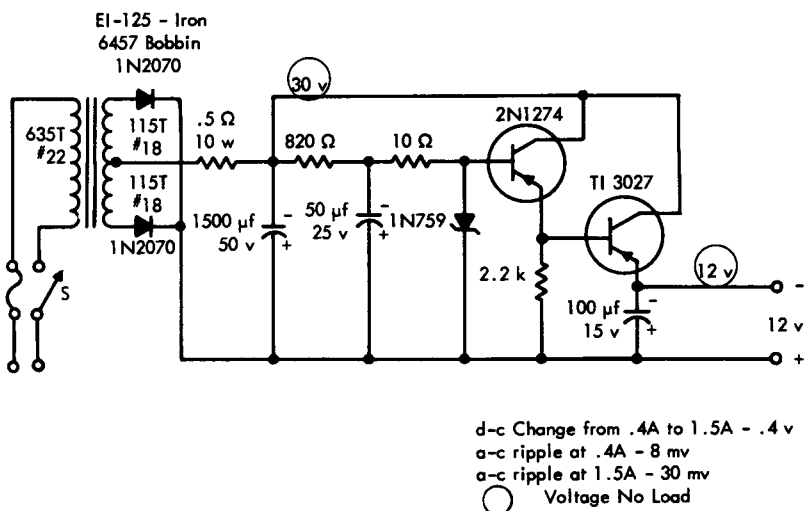 EI-125 - Iron
6457 Bobbin
1N2070
635T
#22
115T
#18
115T
#18
1N2070
S
.5 Ω
10 w
30 v
820 Ω
10 Ω
1500 µf
50 v
-
+
50 µf
25 v
-
+
1N759
2N1274
TI 3027
2.2 k
12 v
100 µf
15 v
-
+
-
12 v
+
d-c Change from .4A to 1.5A - .4 v
a-c ripple at .4A - 8 mv
a-c ripple at 1.5A - 30 mv
Voltage No Load